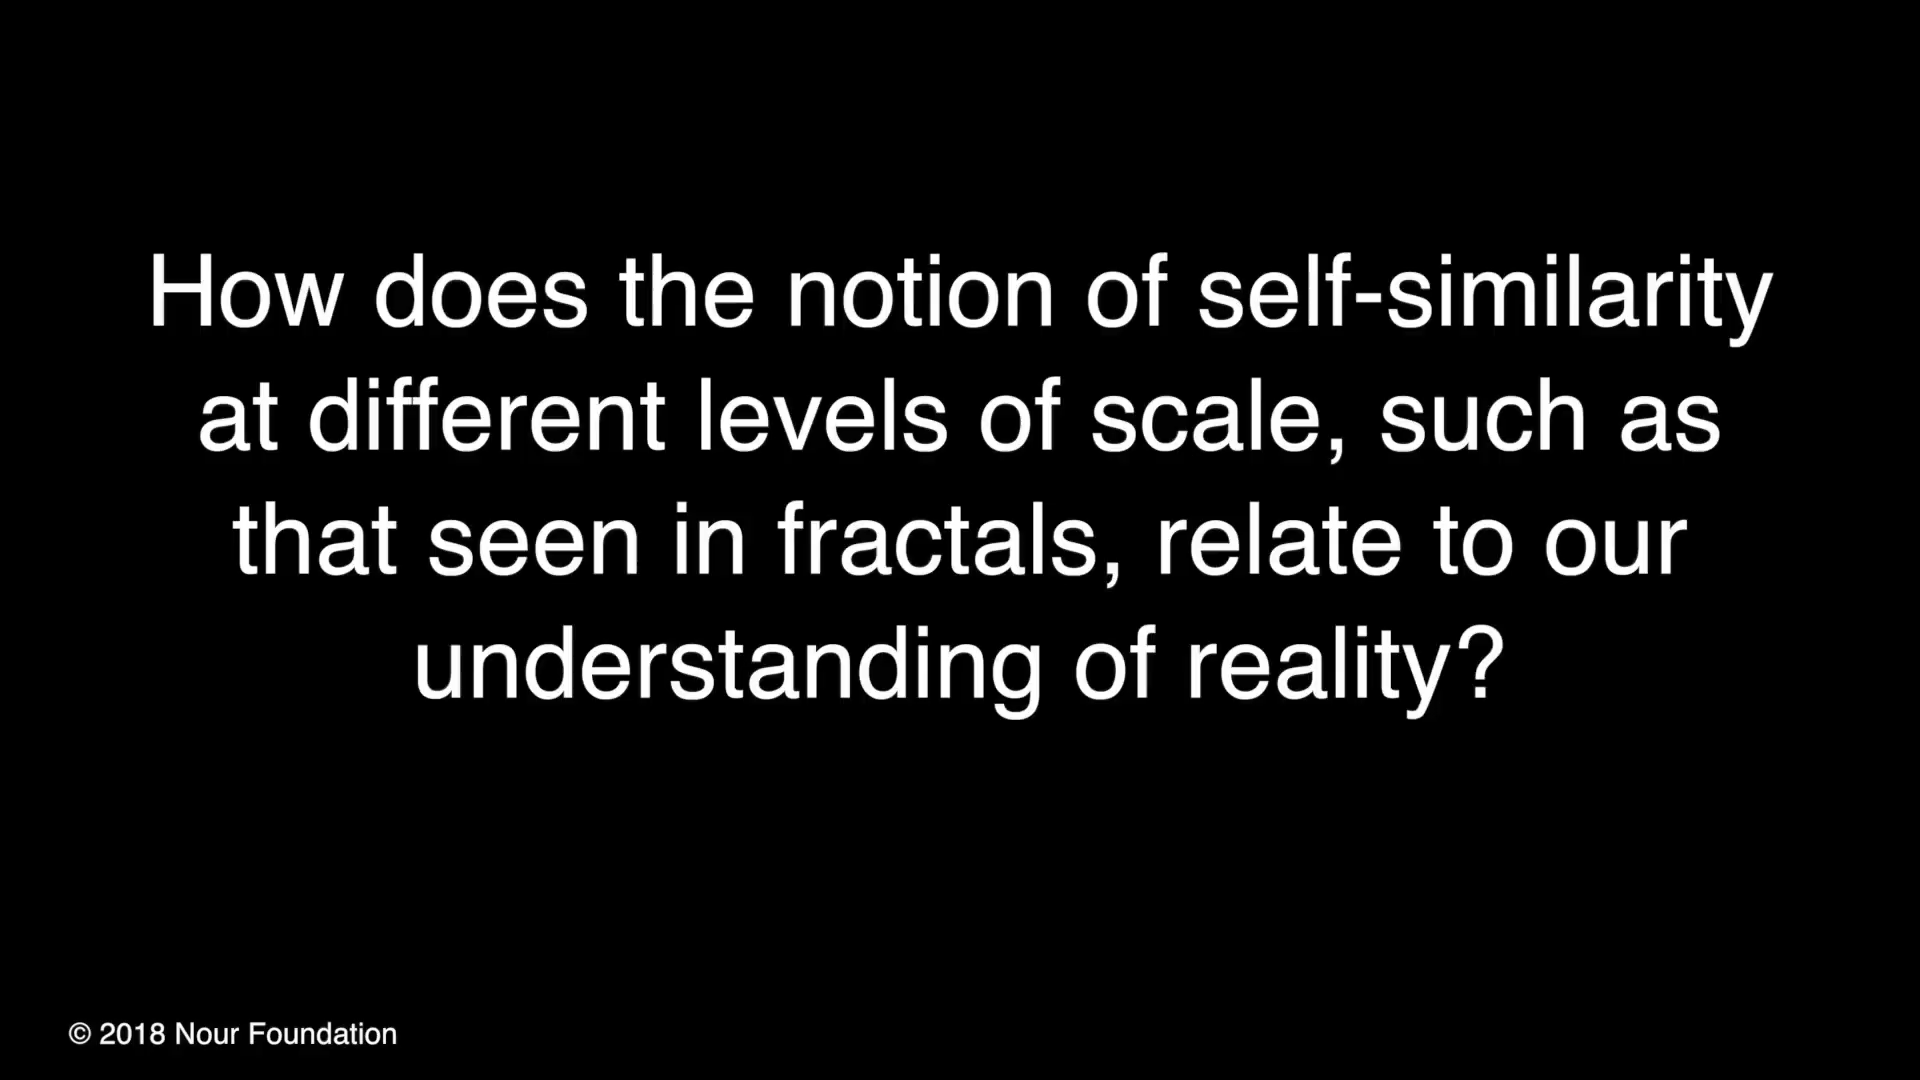 How does the notion of self-similarity
at different levels of scale, such as
that seen in fractals, relate to our
understanding of reality?
© 2018 Nour Foundation